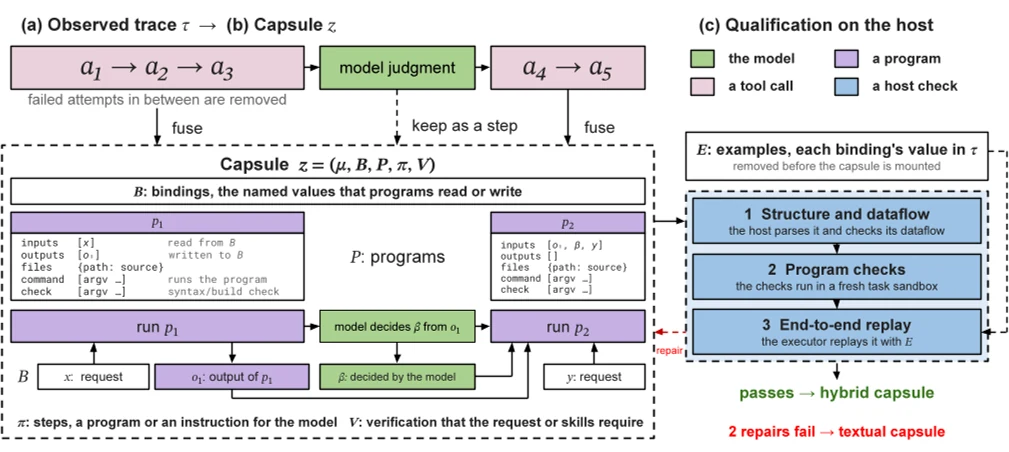 (a) Observed trace τ → (b) Capsule z
a1 → a2 → a3
model judgment
a4 → a5
failed attempts in between are removed
fuse
keep as a step
fuse
Capsule z = (μ, B, P, π, V)
B: bindings, the named values that programs read or write
p1
inputs [x] read from B
outputs [o₁] written to B
files {path: source}
command [argv …] runs the program
check [argv …] syntax/build check
P: programs
p2
inputs [o₁, β, y]
outputs []
files {path: source}
command [argv …]
check [argv …]
run p1
model decides β from o1
run p2
B
x: request
o1: output of p1
β: decided by the model
y: request
π: steps, a program or an instruction for the model V: verification that the request or skills require
(c) Qualification on the host
the model
a program
a tool call
a host check
E: examples, each binding's value in τ
removed before the capsule is mounted
1 Structure and dataflow
the host parses it and checks its dataflow
2 Program checks
the checks run in a fresh task sandbox
3 End-to-end replay
the executor replays it with E
repair
passes → hybrid capsule
2 repairs fail → textual capsule